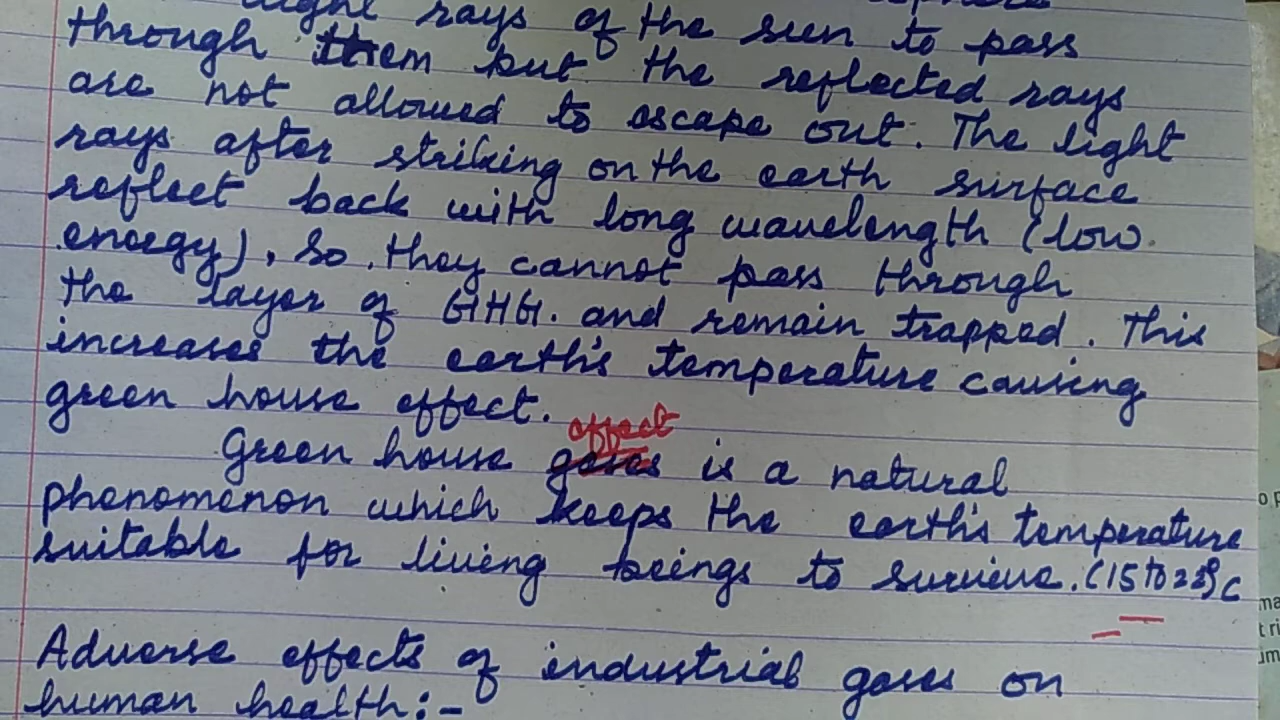 light rays of the sun to pass
through them but the reflected rays
are not allowed to escape out. The light
rays after striking on the earth surface
reflect back with long wavelength (low
energy), so, they cannot pass through
the layer of GHG. and remain trapped. This
increases the earth's temperature causing
green house effect.
effect
Green house gases is a natural
phenomenon which keeps the earth's temperature
suitable for living beings to survive. (15 to
Adverse effects of industrial gases on
human health:-